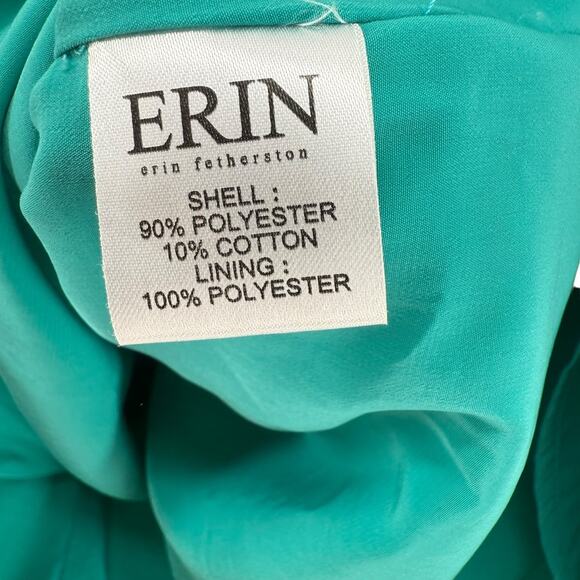 ERIN
erin fetherston
SHELL :
90% POLYESTER
10% COTTON
LINING :
100% POLYESTER